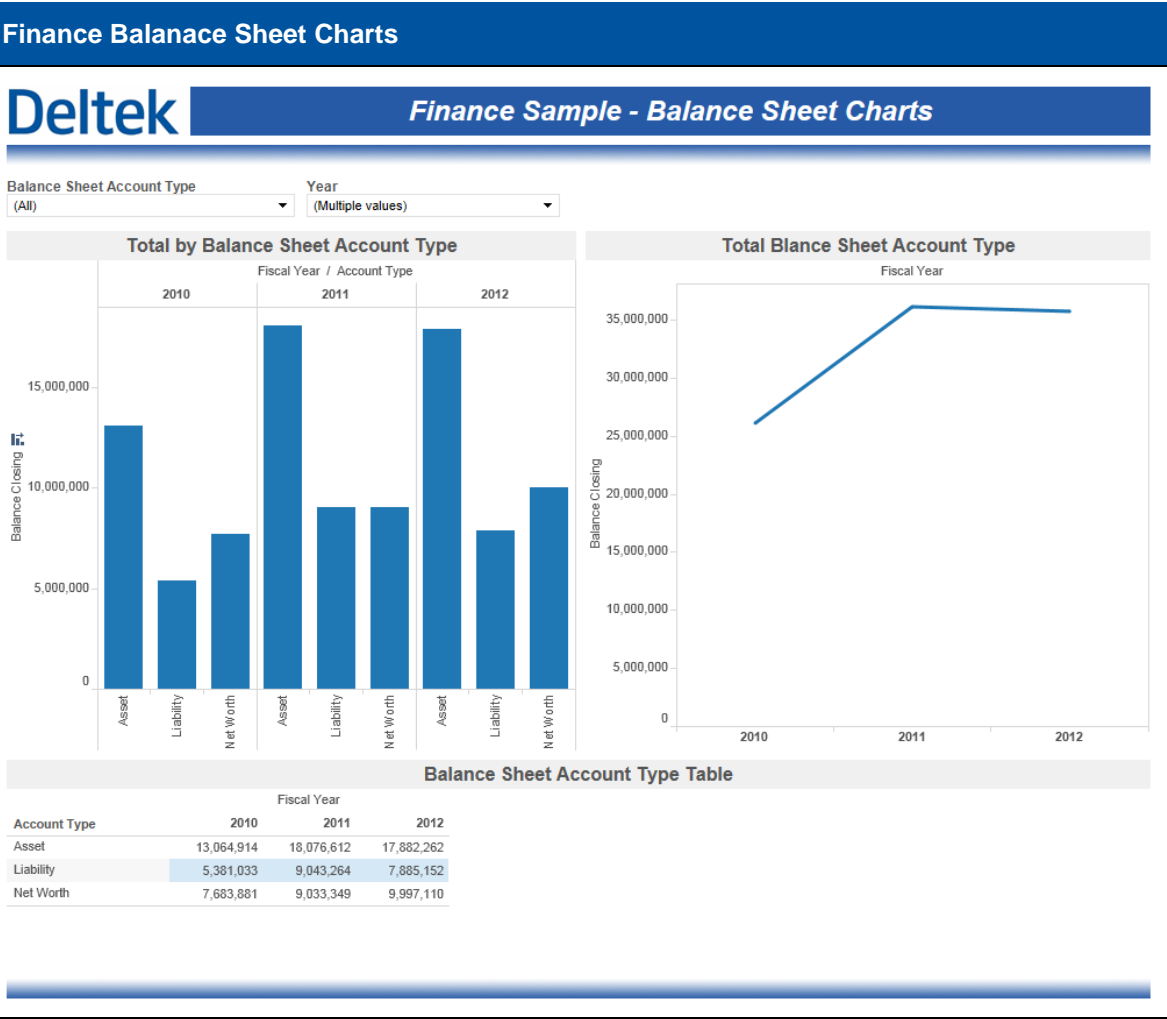 Finance Balanace Sheet Charts
Deltek
Finance Sample - Balance Sheet Charts
Balance Sheet Account Type
Year
(All)
(Multiple values)
Total by Balance Sheet Account Type
Fiscal Year / Account Type
2010 2011 2012
15,000,000
10,000,000
5,000,000
0
Balance Closing
Asset Liability Net Worth Asset Liability Net Worth Asset Liability Net Worth
Total Blance Sheet Account Type
Fiscal Year
35,000,000
30,000,000
25,000,000
20,000,000
15,000,000
10,000,000
5,000,000
0
Balance Closing
2010 2011 2012
Balance Sheet Account Type Table
Fiscal Year
Account Type 2010 2011 2012
Asset 13,064,914 18,076,612 17,882,262
Liability 5,381,033 9,043,264 7,885,152
Net Worth 7,683,881 9,033,349 9,997,110